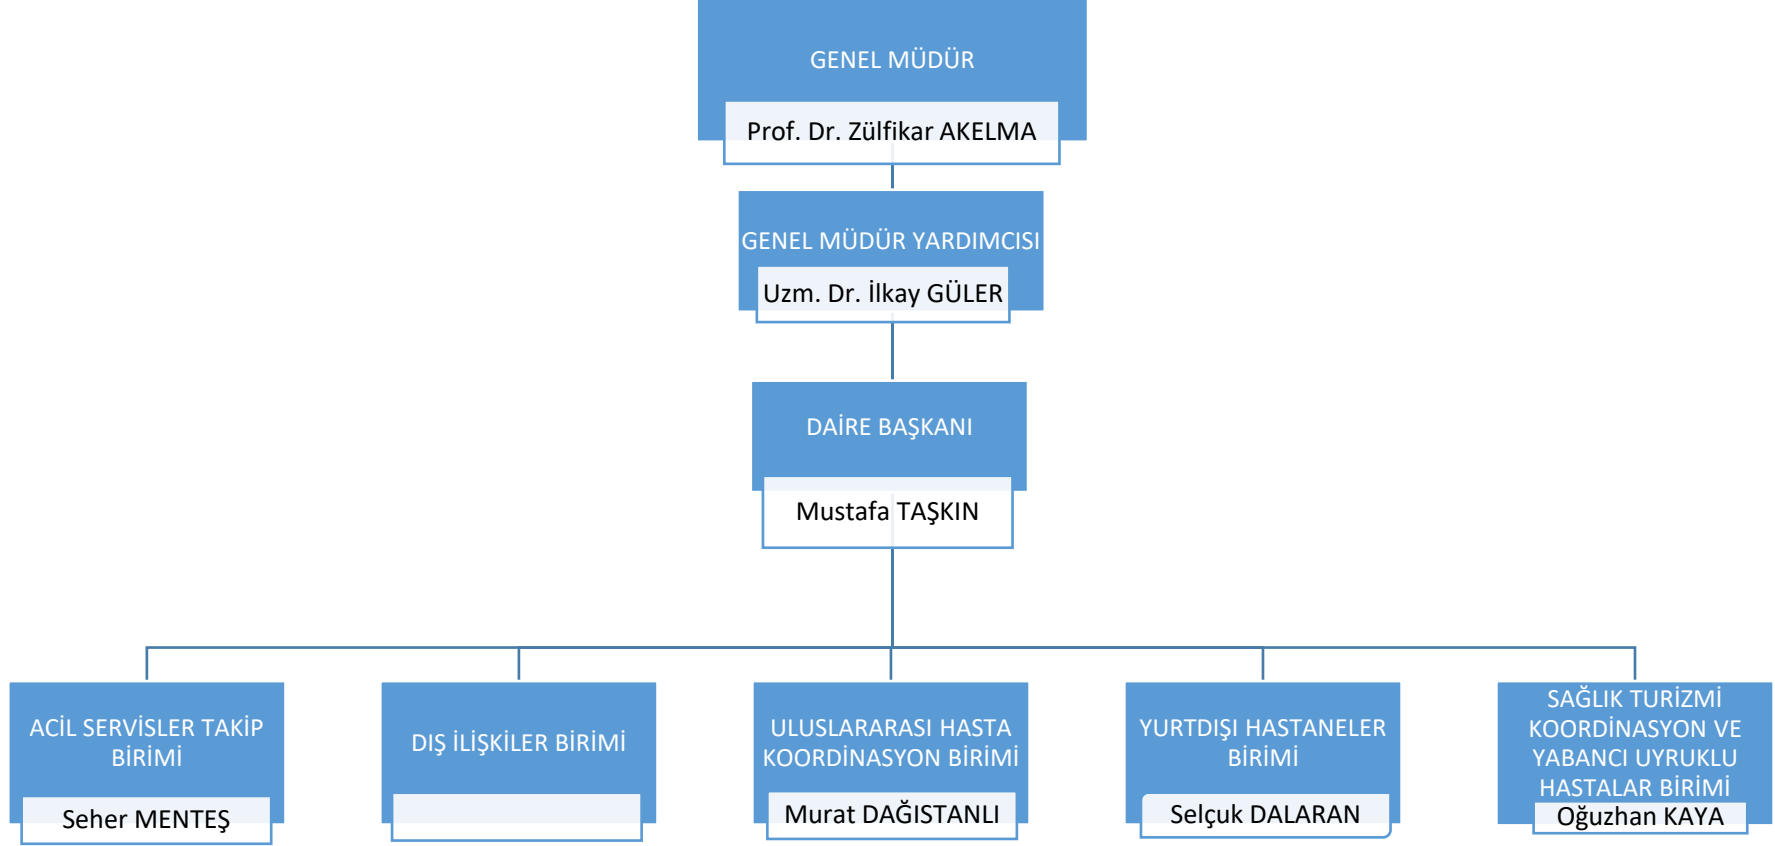 GENEL MÜDÜR
Prof. Dr. Zülfikar AKELMA
GENEL MÜDÜR YARDIMCISI
Uzm. Dr. İlkay GÜLER
DAİRE BAŞKANI
Mustafa TAŞKIN
ACİL SERVİSLER TAKİP
BİRİMİ
Seher MENTEŞ
DIŞ İLİŞKİLER BİRİMİ
ULUSLARARASI HASTA
KOORDİNASYON BİRİMİ
Murat DAĞISTANLI
YURTDIŞI HASTANELER
BİRİMİ
Selçuk DALARAN
SAĞLIK TURİZMİ
KOORDİNASYON VE
YABANCI UYRUKLU
HASTALAR BİRİMİ
Oğuzhan KAYA